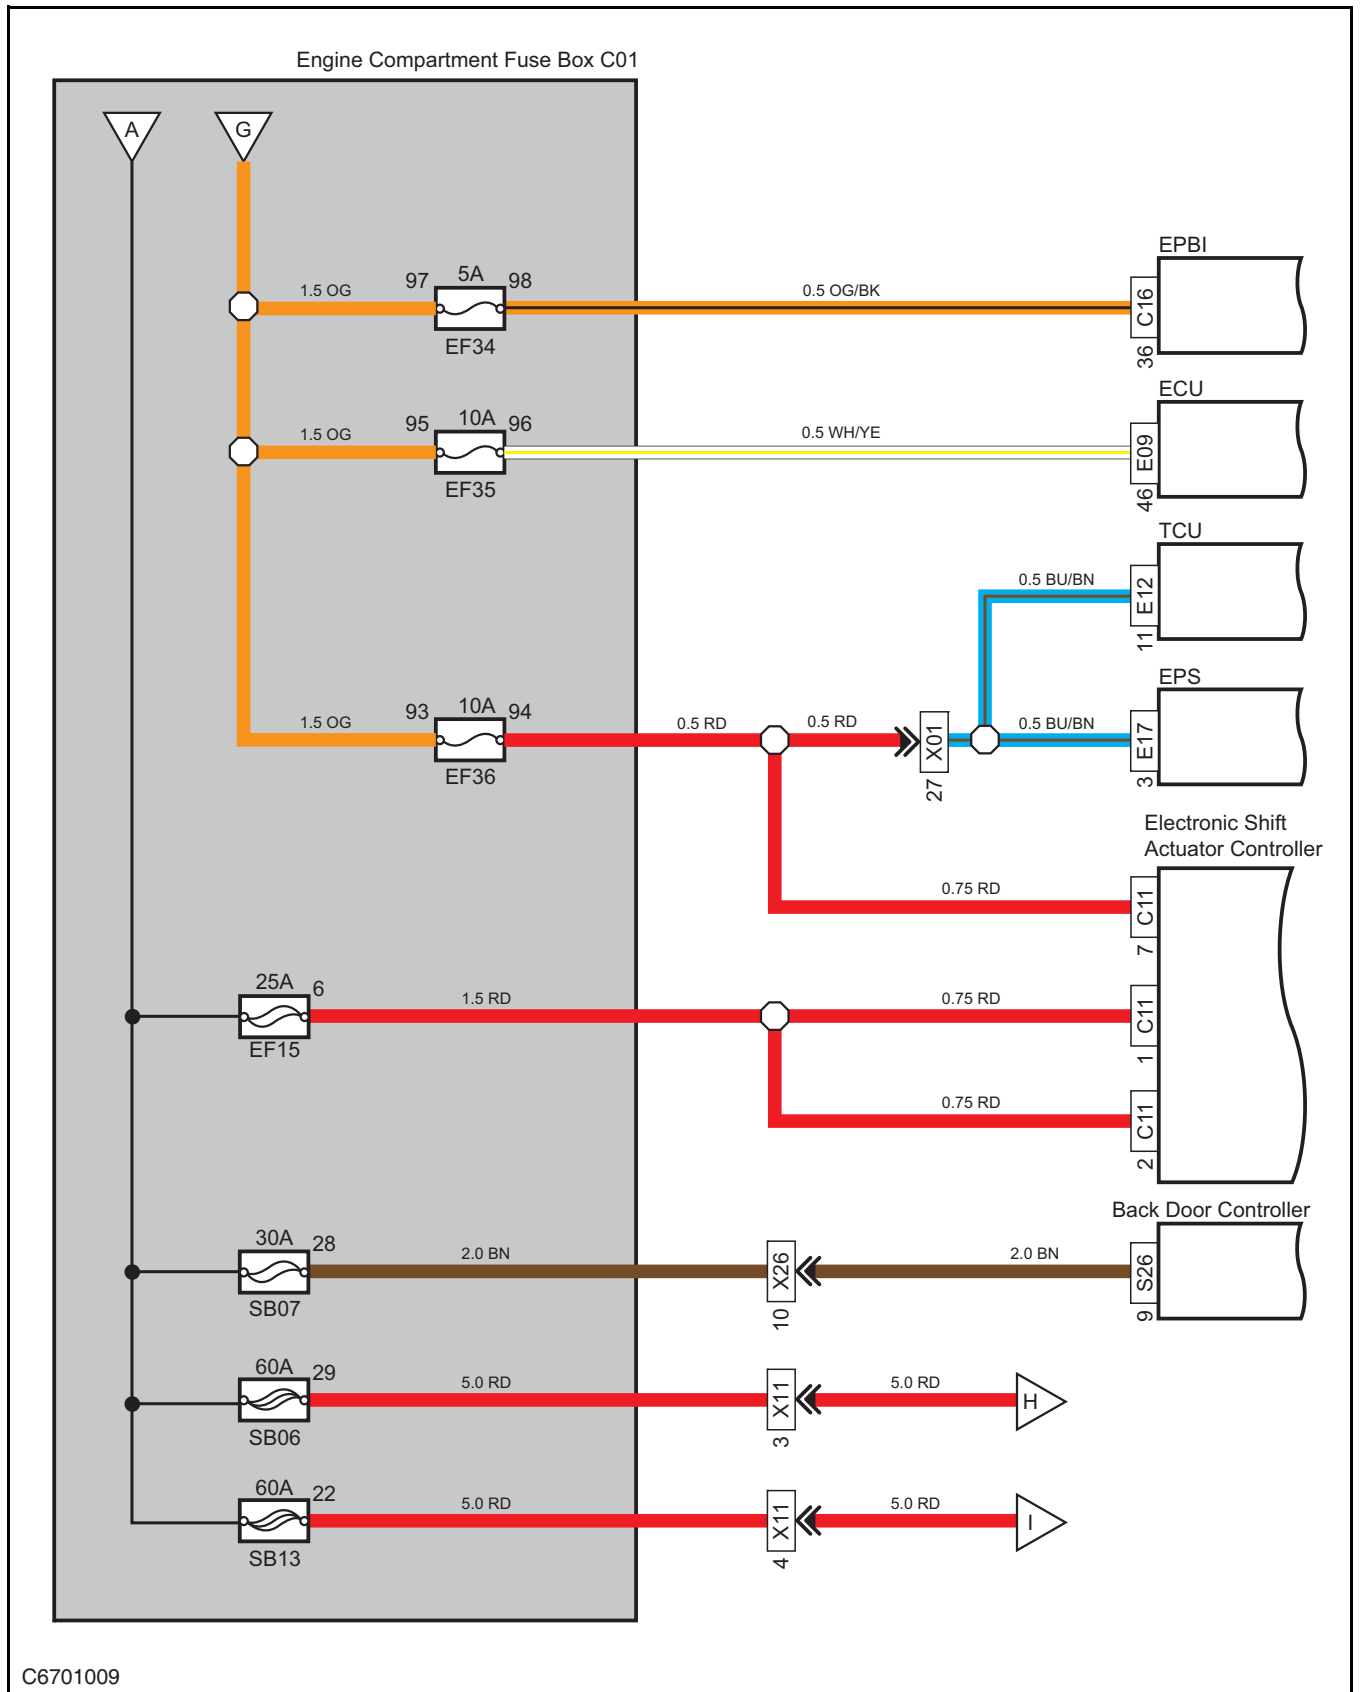 Engine Compartment Fuse Box C01
A
G
EPBI
1.5 OG
97
5A
98
EF34
0.5 OG/BK
C16
36
ECU
1.5 OG
95
10A
96
EF35
0.5 WH/YE
E09
46
TCU
0.5 BU/BN
E12
11
EPS
1.5 OG
93
10A
94
EF36
0.5 RD
0.5 RD
X01
27
0.5 BU/BN
E17
3
Electronic Shift
Actuator Controller
0.75 RD
C11
7
25A
6
EF15
1.5 RD
0.75 RD
C11
1
0.75 RD
C11
2
Back Door Controller
30A
28
SB07
2.0 BN
X26
10
2.0 BN
S26
9
60A
29
SB06
5.0 RD
X11
3
5.0 RD
H
60A
22
SB13
5.0 RD
X11
4
5.0 RD
I
C6701009